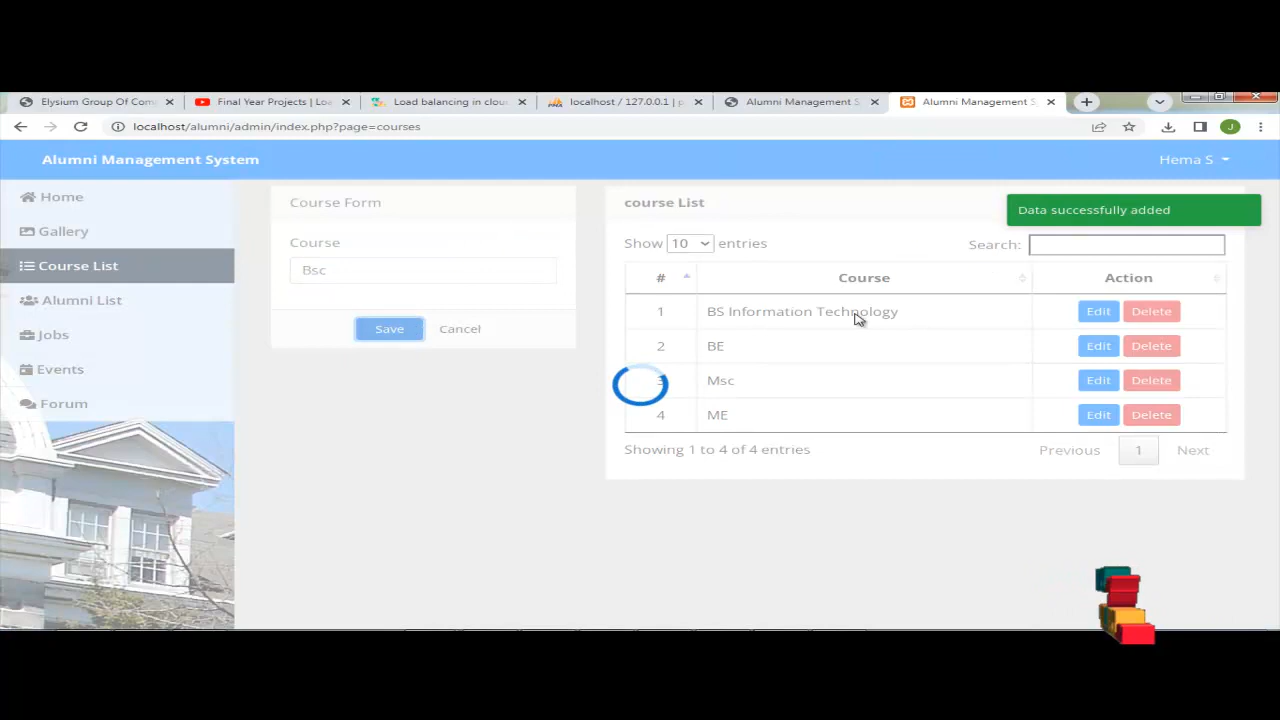 Elysium Group Of Com
Final Year Projects | Lo
Load balancing in clou
localhost / 127.0.0.1 | p
Alumni Management S
Alumni Management S
localhost/alumni/admin/index.php?page=courses
J
Alumni Management System
Hema S
Home
Gallery
Course List
Alumni List
Jobs
Events
Forum
Course Form
Course
Bsc
Save Cancel
course List
Data successfully added
Show 10 entries
Search:
# Course Action
1 BS Information Technology Edit Delete
2 BE Edit Delete
3 Msc Edit Delete
4 ME Edit Delete
Showing 1 to 4 of 4 entries
Previous 1 Next